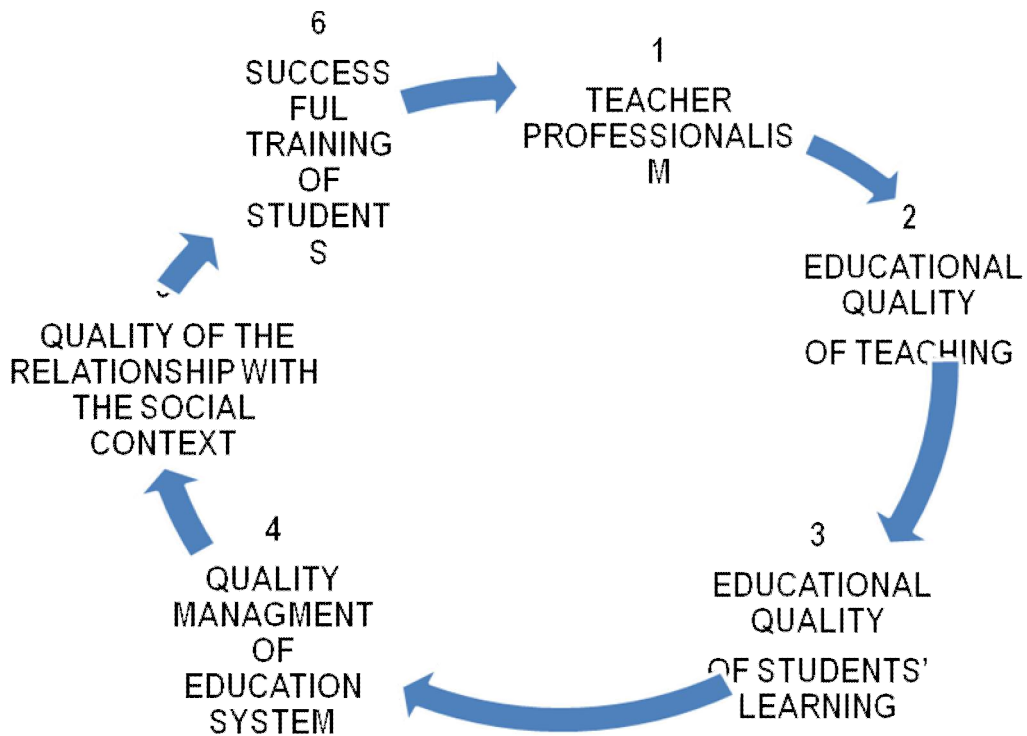 6
SUCCESS
FUL
TRAINING
OF
STUDENT
S
1
TEACHER
PROFESSIONALIS
M
2
EDUCATIONAL
QUALITY
OF TEACHING
3
EDUCATIONAL
QUALITY
OF STUDENTS’
LEARNING
4
QUALITY
MANAGMENT
OF
EDUCATION
SYSTEM
QUALITY OF THE
RELATIONSHIP WITH
THE SOCIAL
CONTEXT